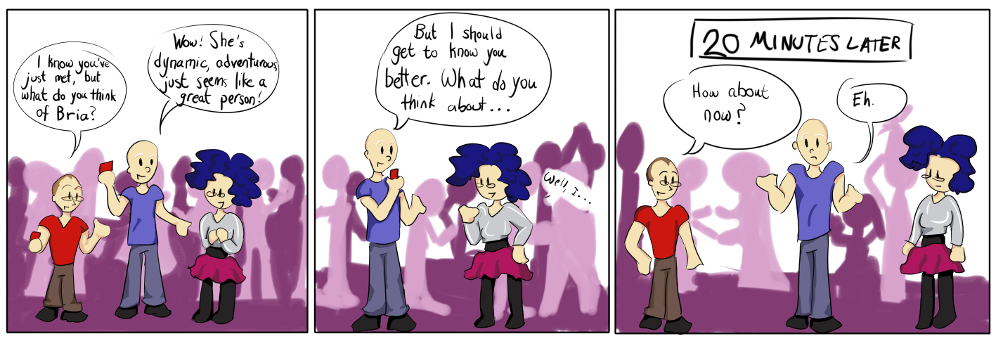 I know you've
just met, but
what do you think
of Bria?
Wow! She's
dynamic, adventurous
just seems like a
great person!
But I should
get to know you
better. What do you
think about...
Well, I...
20 MINUTES LATER
How about
now?
Eh.